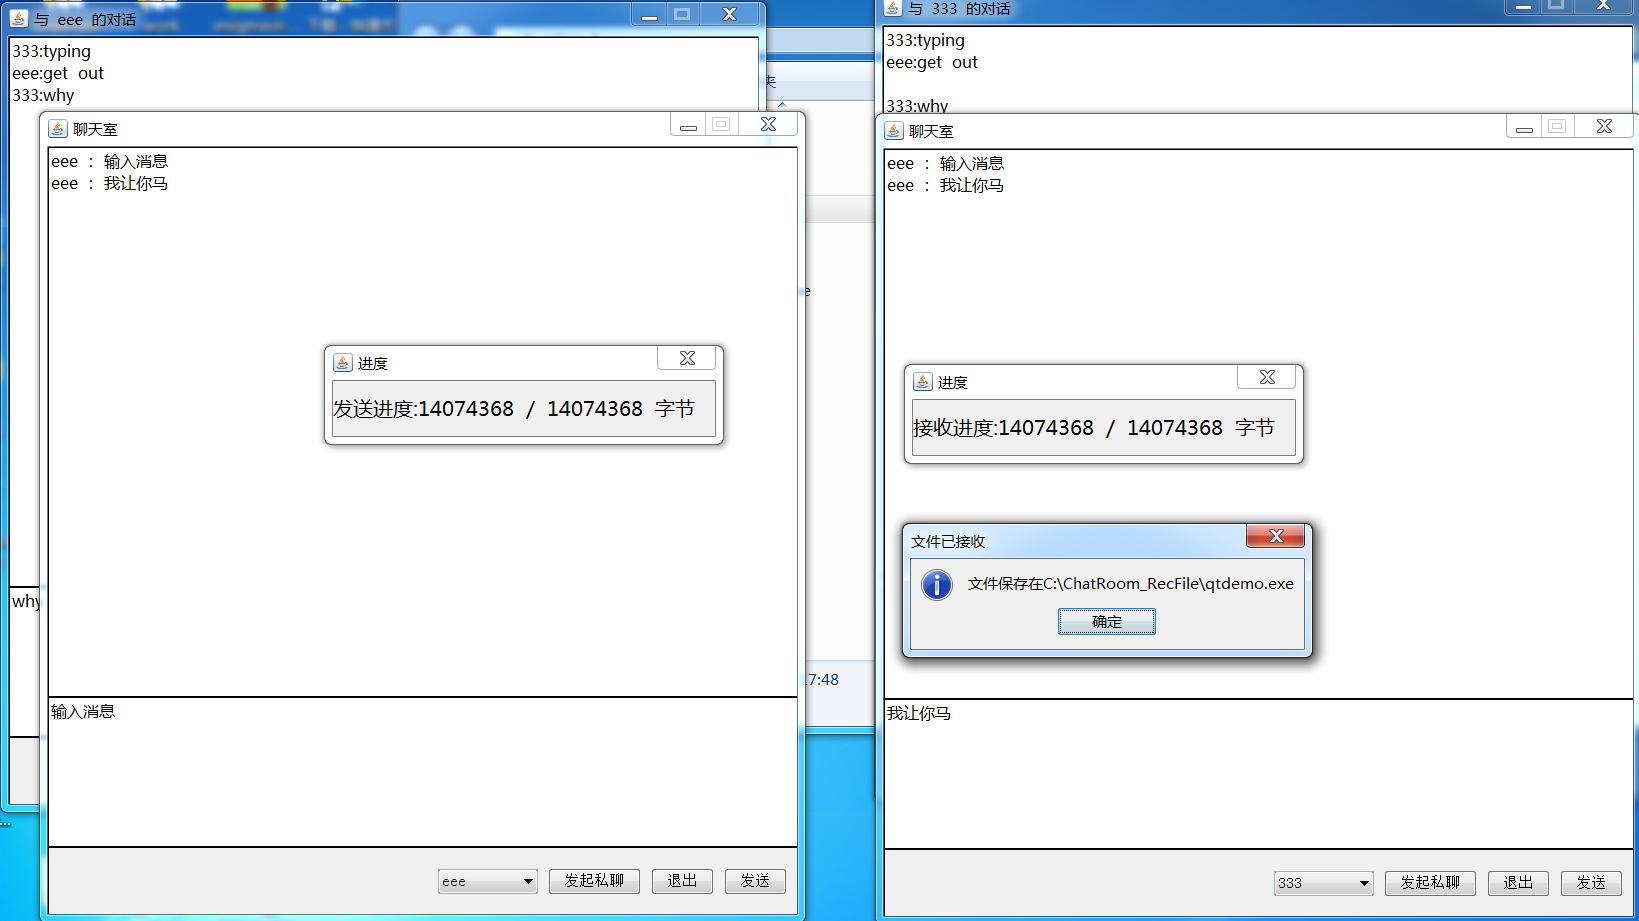 与 eee 的对话
333:typing
eee:get out
333:why
why
聊天室
eee : 输入消息
eee : 我让你马
进度
发送进度:14074368 / 14074368 字节
输入消息
eee
发起私聊
退出
发送
夹
e
7:48
与 333 的对话
333:typing
eee:get out
333:why
聊天室
eee : 输入消息
eee : 我让你马
进度
接收进度:14074368 / 14074368 字节
文件已接收
文件保存在C:\ChatRoom_RecFile\qtdemo.exe
确定
我让你马
333
发起私聊
退出
发送